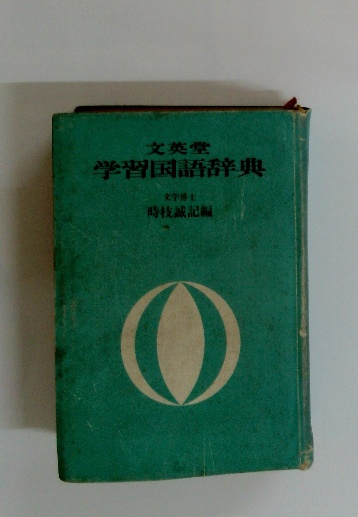 文英堂
学習国語辞典
文学博士
時枝誠記編